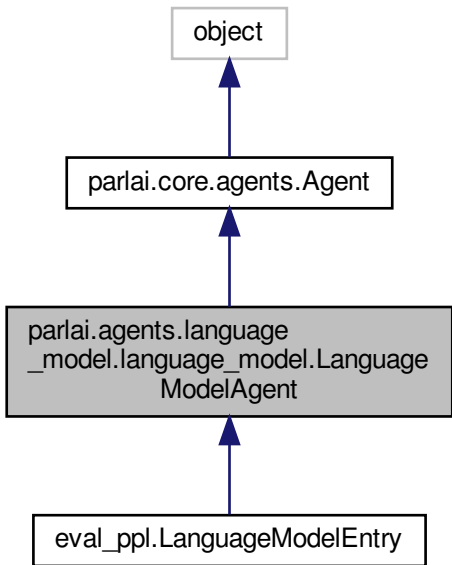 object
parlai.core.agents.Agent
parlai.agents.language
_model.language_model.Language
ModelAgent
eval_ppl.LanguageModelEntry